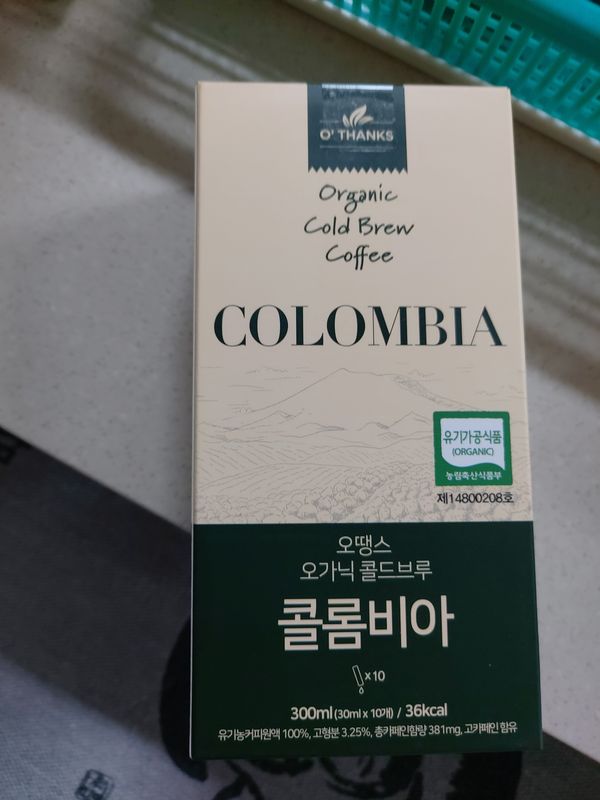 O' THANKS
Organic
Cold Brew
Coffee
COLOMBIA
유기가공식품
(ORGANIC)
농림축산식품부
제14800208호
오땡스
오가닉 콜드브루
콜롬비아
x10
300ml(30ml x 10개) / 36kcal
유기농커피원액 100%, 고형분 3.25%, 총카페인함량 381mg, 고카페인 함유